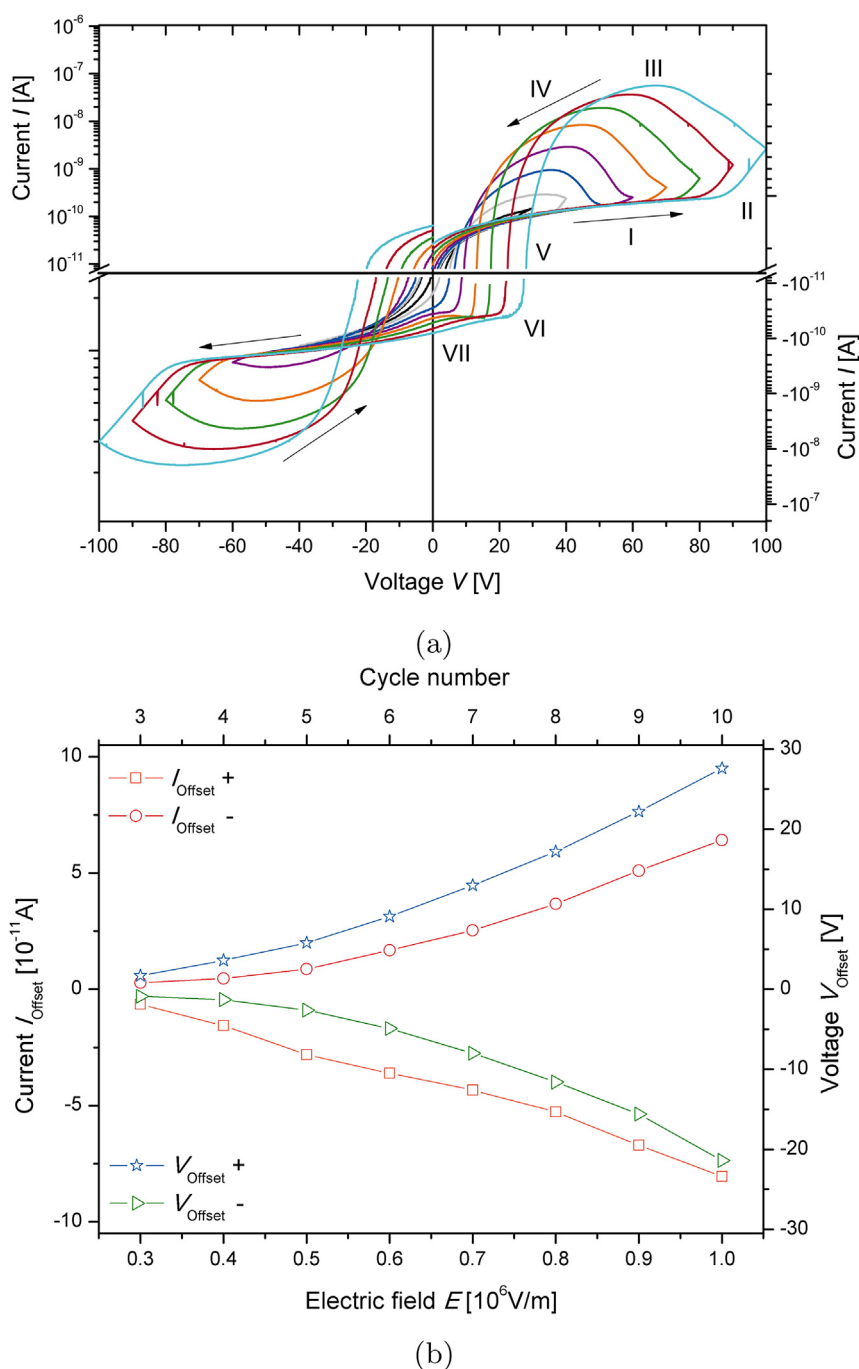 10⁻⁶
10⁻⁷
10⁻⁸
10⁻⁹
10⁻¹⁰
10⁻¹¹
Current I [A]
III
IV
II
I
V
VI
VII
-10⁻¹¹
-10⁻¹⁰
-10⁻⁹
-10⁻⁸
-10⁻⁷
Current I [A]
-100 -80 -60 -40 -20 0 20 40 60 80 100
Voltage V [V]
(a)
Cycle number
3 4 5 6 7 8 9 10
10
5
0
-5
-10
Current I_Offset [10⁻¹¹A]
I_Offset +
I_Offset -
V_Offset +
V_Offset -
30
20
10
0
-10
-20
-30
Voltage V_Offset [V]
0.3 0.4 0.5 0.6 0.7 0.8 0.9 1.0
Electric field E [10⁶V/m]
(b)